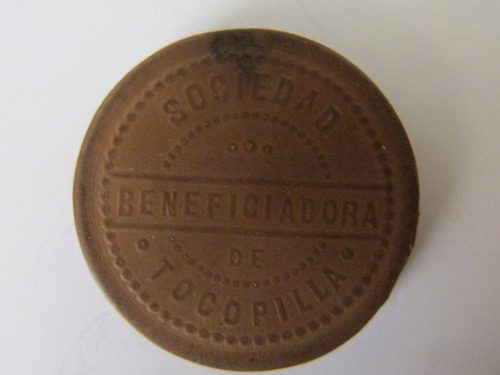 SOCIEDAD
BENEFICIADORA
DE
TOCOPILLA